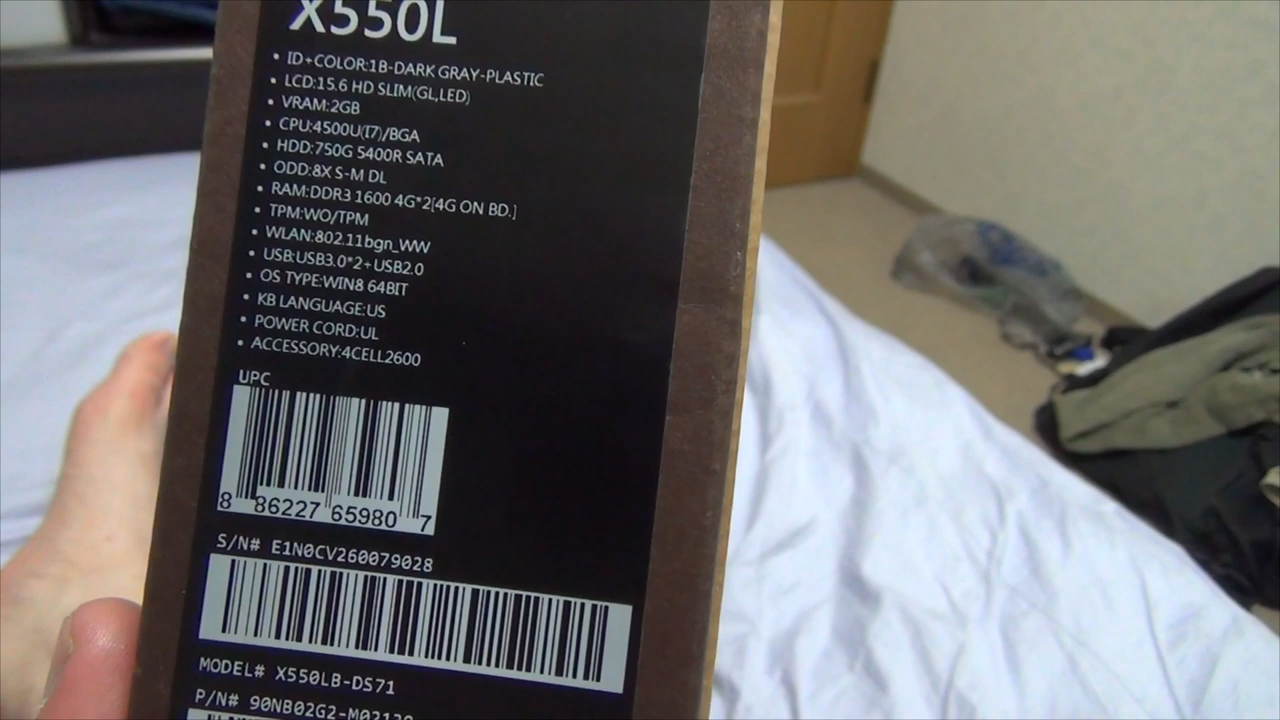 X550L
• ID+COLOR:1B-DARK GRAY-PLASTIC
• LCD:15.6 HD SLIM(GL,LED)
• VRAM:2GB
• CPU:4500U(I7)/BGA
• HDD:750G 5400R SATA
• ODD:8X S-M DL
• RAM:DDR3 1600 4G*2[4G ON BD.]
• TPM:WO/TPM
• WLAN:802.11bgn_WW
• USB:USB3.0*2+USB2.0
• OS TYPE:WIN8 64BIT
• KB LANGUAGE:US
• POWER CORD:UL
• ACCESSORY:4CELL2600
UPC
8 86227 65980 7
S/N# E1N0CV260079028
MODEL# X550LB-DS71
P/N#